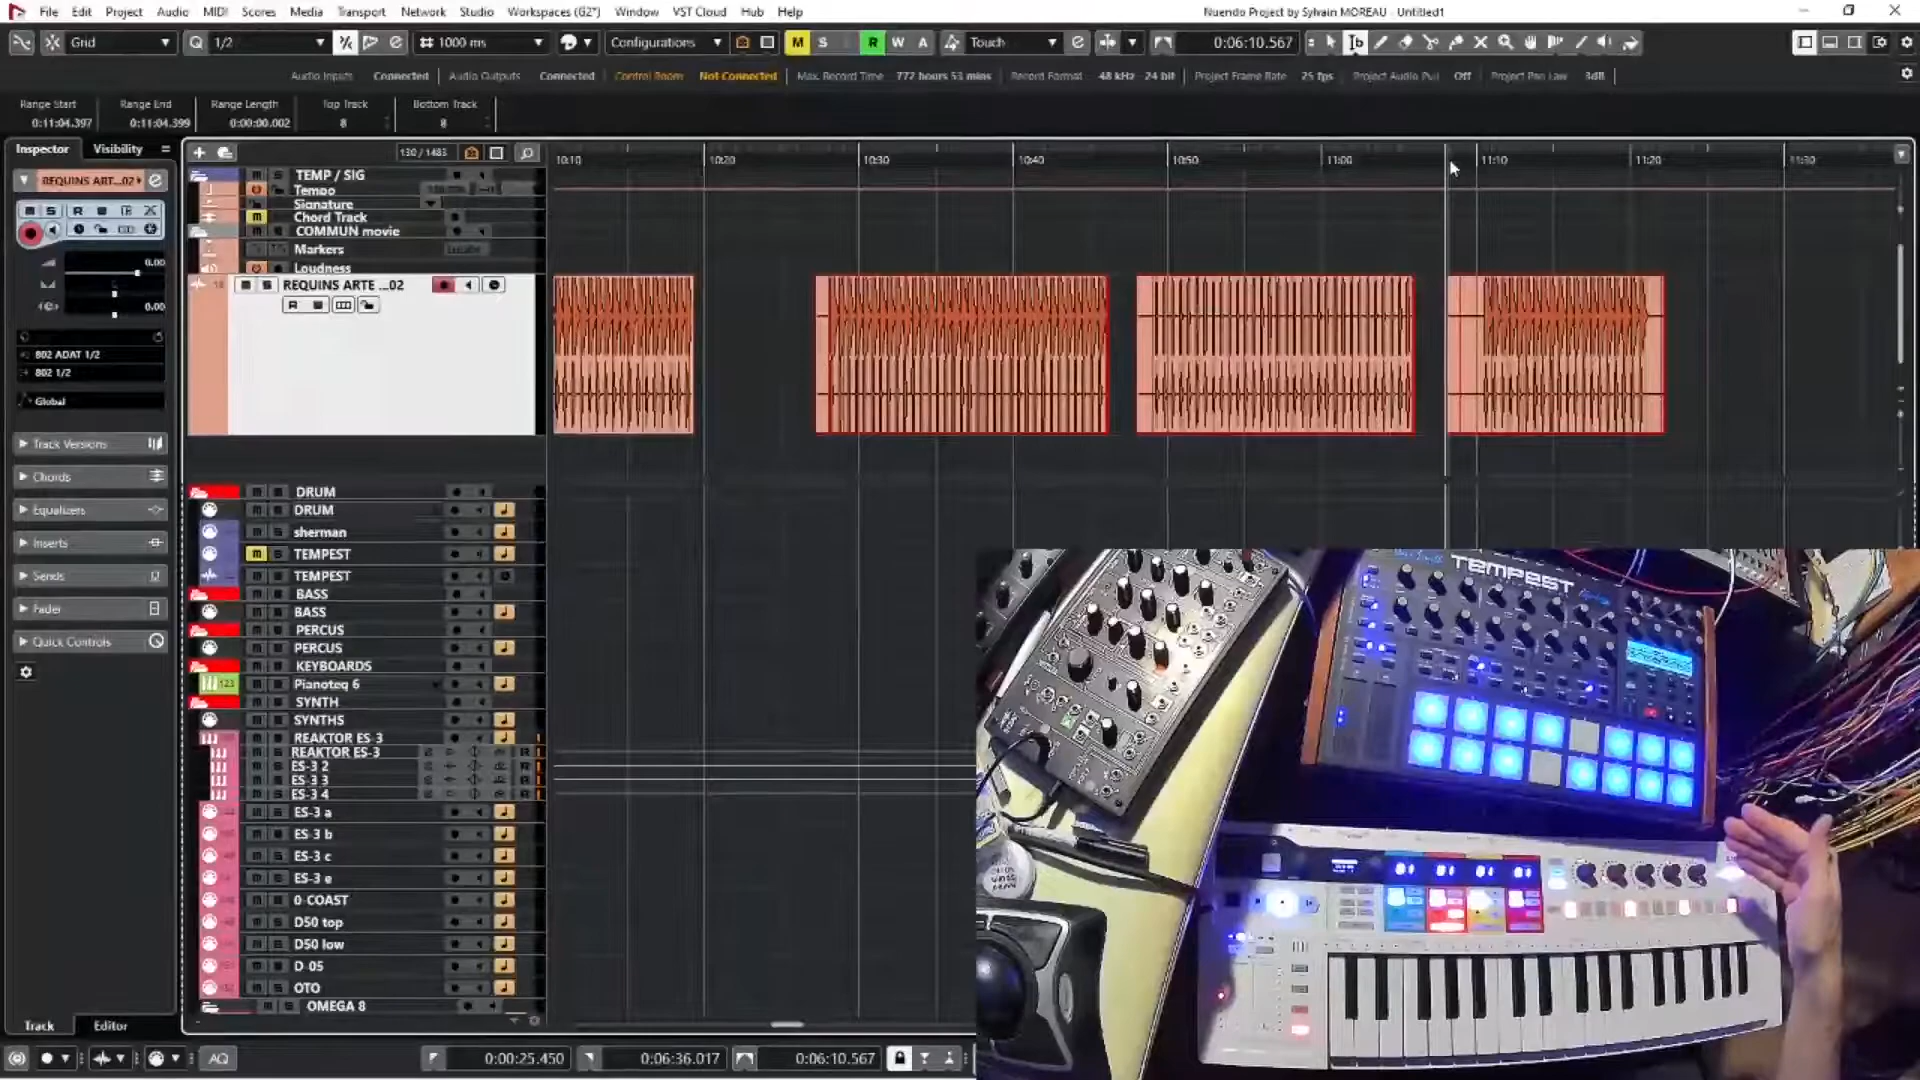 File Edit Project Audio MIDI Scores Media Transport Network Studio Workspaces (G2*) Window VST Cloud Hub Help
Nuendo Project by Sylvain MOREAU - Untitled1
Grid 1/2 1000 ms Configurations M S R W A Touch 0:06:10.567
Audio Inputs Connected Audio Outputs Connected Control Room Not Connected Max. Record Time 772 hours 53 mins Record Format 48 kHz - 24 bit Project Frame Rate 25 fps Project Audio Pull Off Project Pan Law 3dB
Range Start Range End Range Length Top Track Bottom Track
0:11:04.397 0:11:04.399 0:00:00.002 8 8
Inspector Visibility
130 / 1483
10:10 10:20 10:30 10:40 10:50 11:00 11:10 11:20 11:30
REQUINS ART...02
0.00
0.00
802 ADAT 1/2
802 1/2
Global
Track Versions
Chords
Equalizers
Inserts
Sends
Fader
Quick Controls
TEMP / SIG
Tempo
Signature
Chord Track
COMMUN movie
Markers
Loudness
REQUINS ARTE ...02
DRUM
DRUM
sherman
TEMPEST
TEMPEST
BASS
BASS
PERCUS
PERCUS
KEYBOARDS
Pianoteq 6
SYNTH
SYNTHS
REAKTOR ES-3
REAKTOR ES-3
ES-3 2
ES-3 3
ES-3 4
ES-3 a
ES-3 b
ES-3 c
ES-3 e
0-COAST
D50 top
D50 low
D-05
OTO
OMEGA 8
TEMPEST
Track Editor
AQ 0:00:25.450 0:06:36.017 0:06:10.567